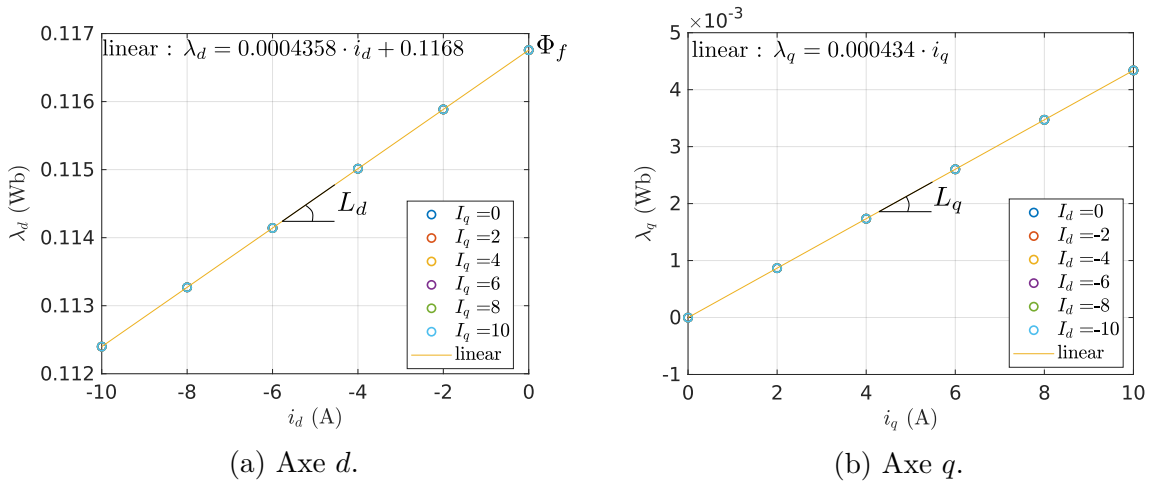 linear : λ_d = 0.0004358 · i_d + 0.1168
Φ_f
0.117
0.116
0.115
0.114
0.113
0.112
λ_d (Wb)
L_d
I_q =0
I_q =2
I_q =4
I_q =6
I_q =8
I_q =10
linear
-10 -8 -6 -4 -2 0
i_d (A)
(a) Axe d.
×10⁻³
linear : λ_q = 0.000434 · i_q
5
4
3
2
1
0
-1
λ_q (Wb)
L_q
I_d =0
I_d =-2
I_d =-4
I_d =-6
I_d =-8
I_d =-10
linear
0 2 4 6 8 10
i_q (A)
(b) Axe q.